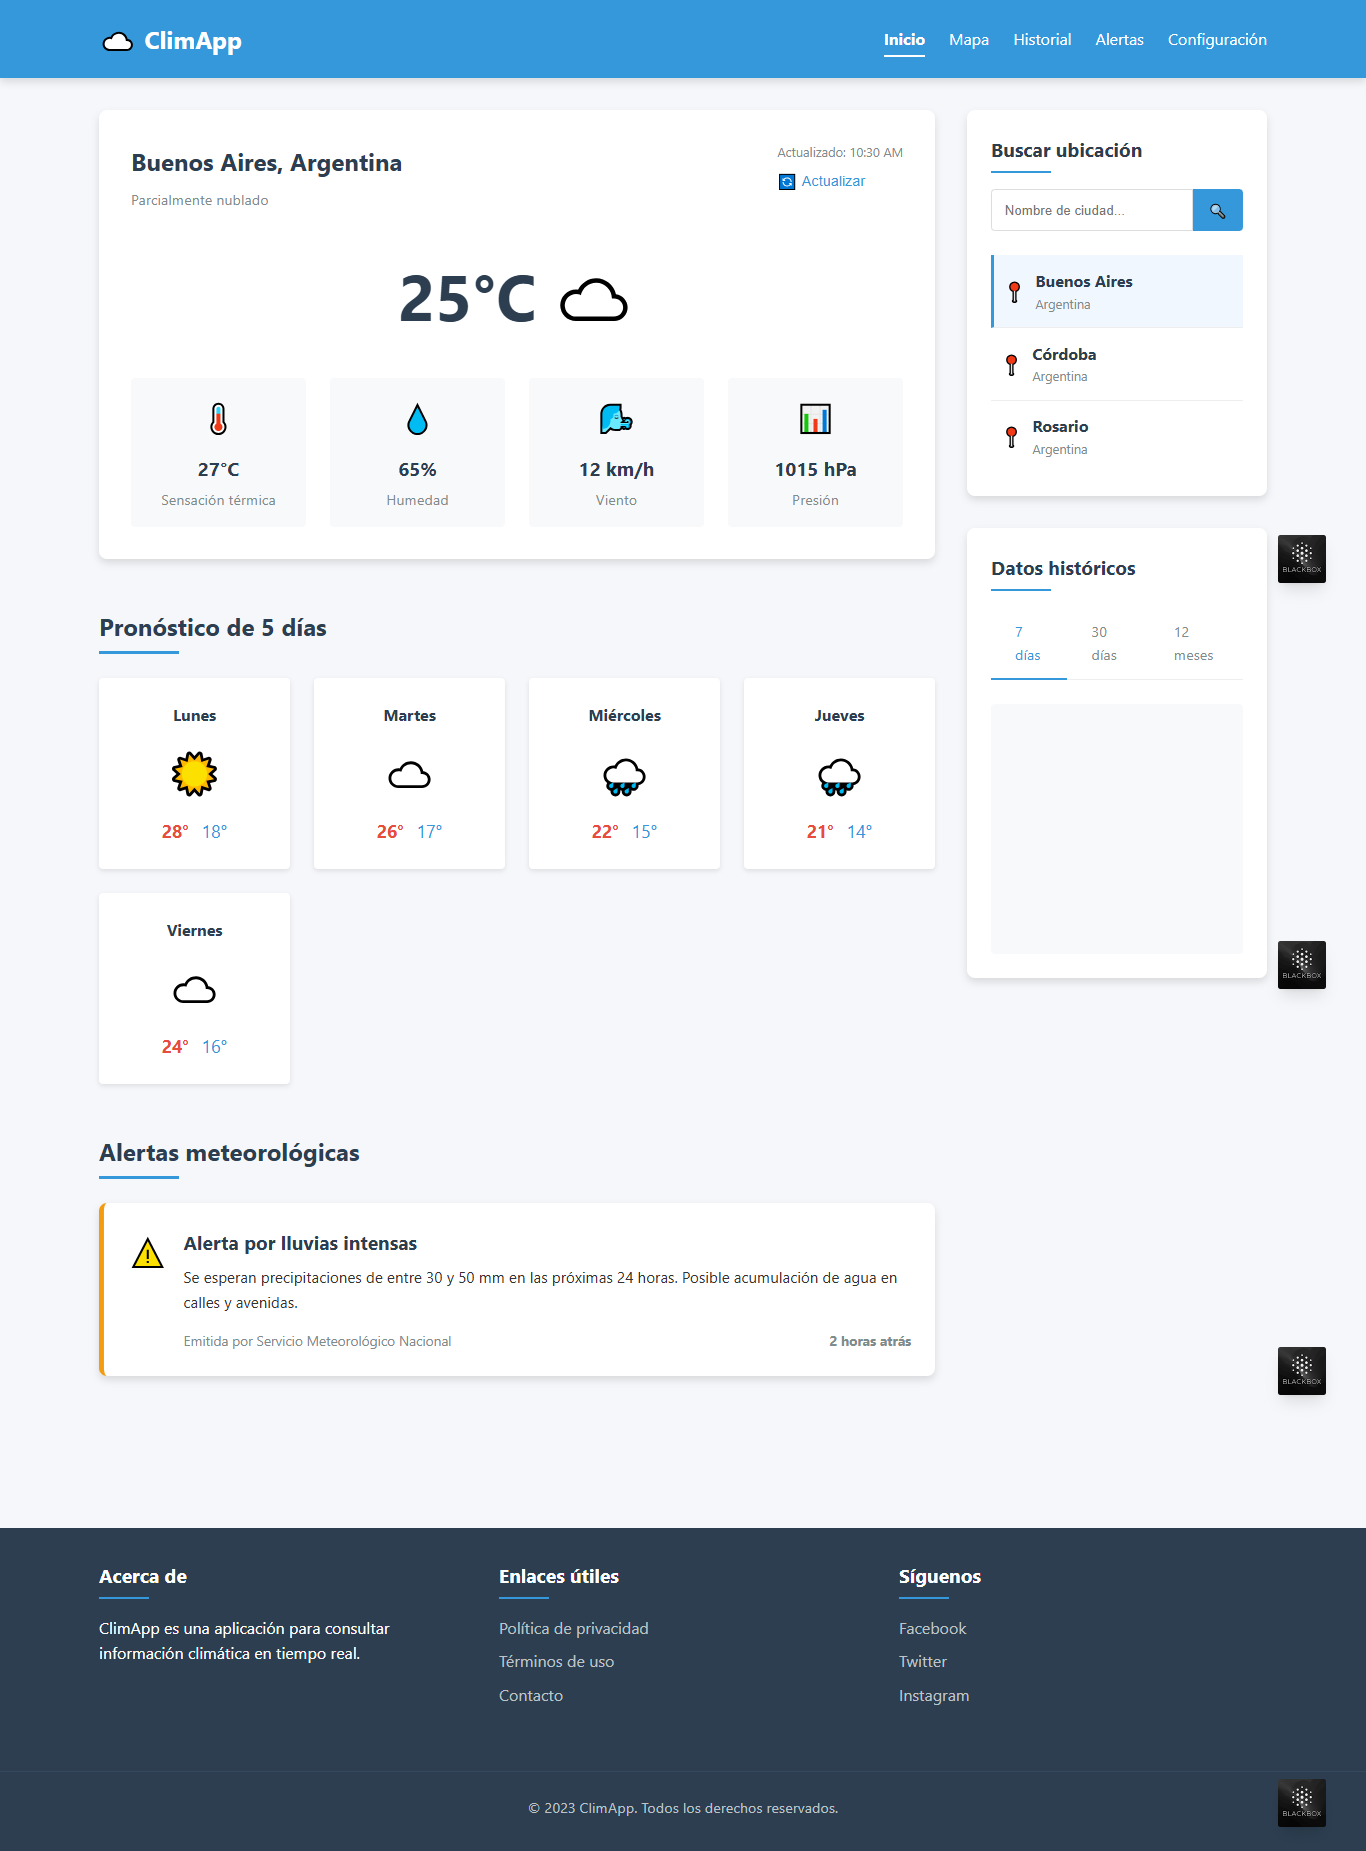 ClimApp
Inicio
Mapa
Historial
Alertas
Configuración
Buenos Aires, Argentina
Parcialmente nublado
Actualizado: 10:30 AM
Actualizar
25°C
27°C
Sensación térmica
65%
Humedad
12 km/h
Viento
1015 hPa
Presión
Buscar ubicación
Nombre de ciudad...
Buenos Aires
Argentina
Córdoba
Argentina
Rosario
Argentina
Datos históricos
7
días
30
días
12
meses
BLACKBOX
Pronóstico de 5 días
Lunes
28° 18°
Martes
26° 17°
Miércoles
22° 15°
Jueves
21° 14°
Viernes
24° 16°
BLACKBOX
Alertas meteorológicas
Alerta por lluvias intensas
Se esperan precipitaciones de entre 30 y 50 mm en las próximas 24 horas. Posible acumulación de agua en
calles y avenidas.
Emitida por Servicio Meteorológico Nacional
2 horas atrás
BLACKBOX
Acerca de
ClimApp es una aplicación para consultar
información climática en tiempo real.
Enlaces útiles
Política de privacidad
Términos de uso
Contacto
Síguenos
Facebook
Twitter
Instagram
© 2023 ClimApp. Todos los derechos reservados.
BLACKBOX